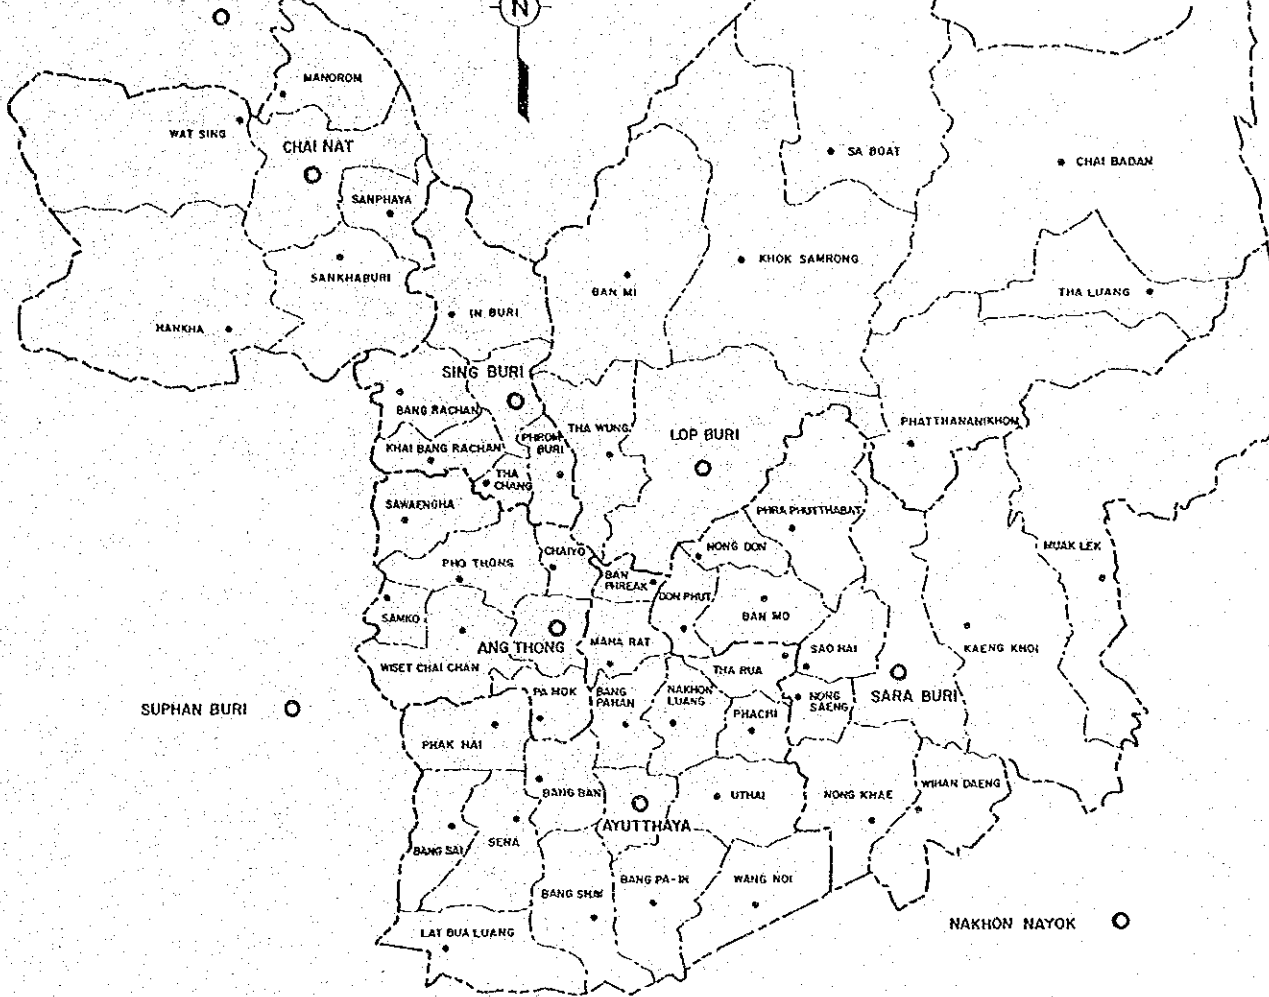 N
MANOROM
WAT SING
CHAI NAT
SA BOAT
CHAI BADAN
SANPHAYA
SANKHABURI
KHOK SAMRONG
BAN MI
THA LUANG
IN BURI
HANKHA
SING BURI
BANG RACHAN
PHATTHANANIKHOM
THA WUNG
LOP BURI
PHROM
BURI
KHAI BANG RACHAN
THA
CHANG
SAWAENGHA
PHRA PHUTTHABAT
NONG DON
MUAK LEK
CHAIYO
PHO THONG
BAN
PHREAK
DON PHUT
BAN MO
SAMKO
ANG THONG
MAHA RAT
SAO HAI
KAENG KHOI
WISET CHAI CHAN
THA RUA
PA MOK
BANG
PAHAN
NAKHON
LUANG
NONG
SAENG
SARA BURI
SUPHAN BURI
PHACHI
PHAK HAI
BANG BAN
UTHAI
NONG KHAE
WIHAN DAENG
AYUTTHAYA
SENA
BANG SAI
BANG PA-IN
WANG NOI
BANG SHAI
LAT BUA LUANG
NAKHON NAYOK